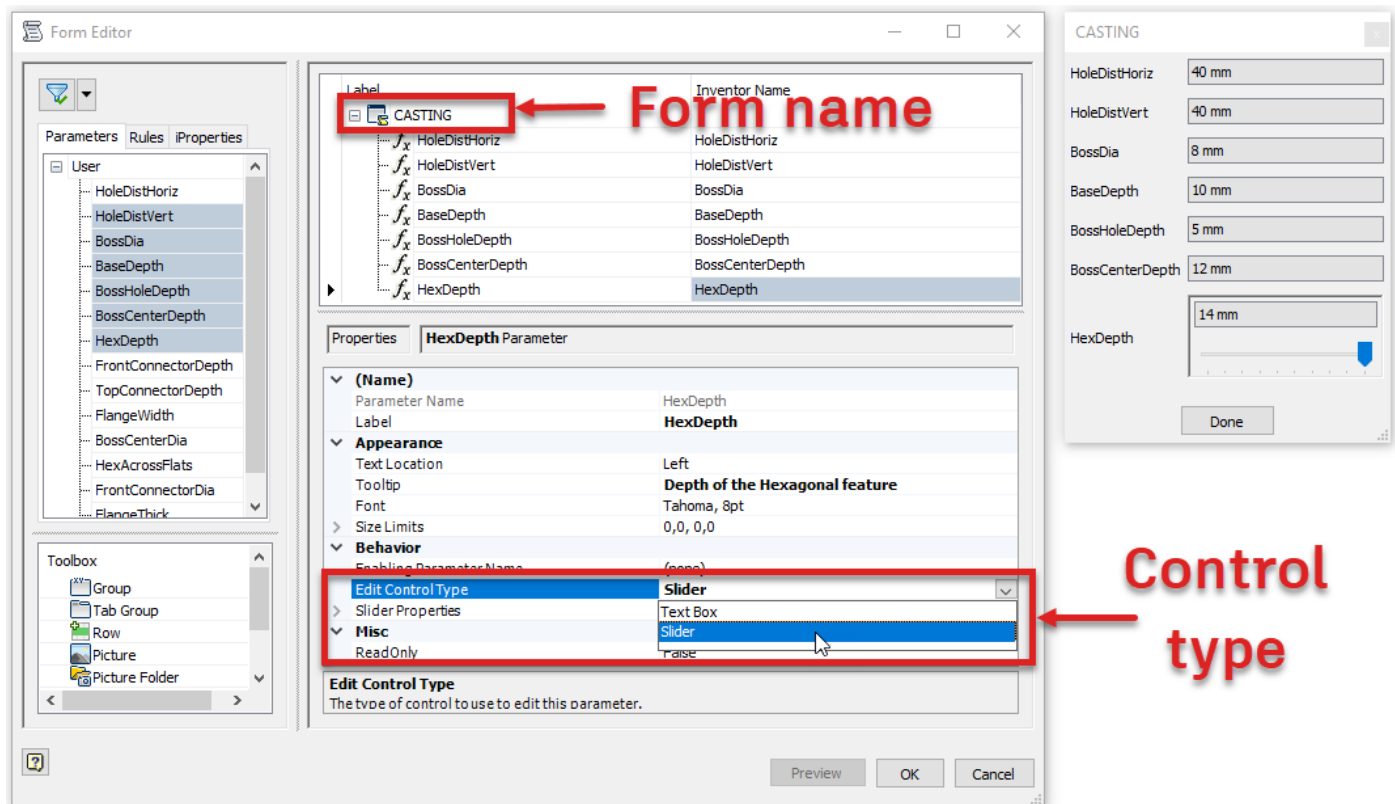 Form Editor
Parameters Rules iProperties
User
HoleDistHoriz
HoleDistVert
BossDia
BaseDepth
BossHoleDepth
BossCenterDepth
HexDepth
FrontConnectorDepth
TopConnectorDepth
FlangeWidth
BossCenterDia
HexAcrossFlats
FrontConnectorDia
FlangeThick
Toolbox
Group
Tab Group
Row
Picture
Picture Folder
Label Inventor Name
CASTING
Form name
HoleDistHoriz HoleDistHoriz
HoleDistVert HoleDistVert
BossDia BossDia
BaseDepth BaseDepth
BossHoleDepth BossHoleDepth
BossCenterDepth BossCenterDepth
HexDepth HexDepth
Properties HexDepth Parameter
(Name)
Parameter Name HexDepth
Label HexDepth
Appearance
Text Location Left
Tooltip Depth of the Hexagonal feature
Font Tahoma, 8pt
Size Limits 0,0, 0,0
Behavior
Enabling Parameter Name (none)
Edit Control Type Slider
Slider Properties Text Box
Misc Slider
ReadOnly False
Edit Control Type
The type of control to use to edit this parameter.
Preview OK Cancel
CASTING
HoleDistHoriz 40 mm
HoleDistVert 40 mm
BossDia 8 mm
BaseDepth 10 mm
BossHoleDepth 5 mm
BossCenterDepth 12 mm
14 mm
HexDepth
Done
Control
type